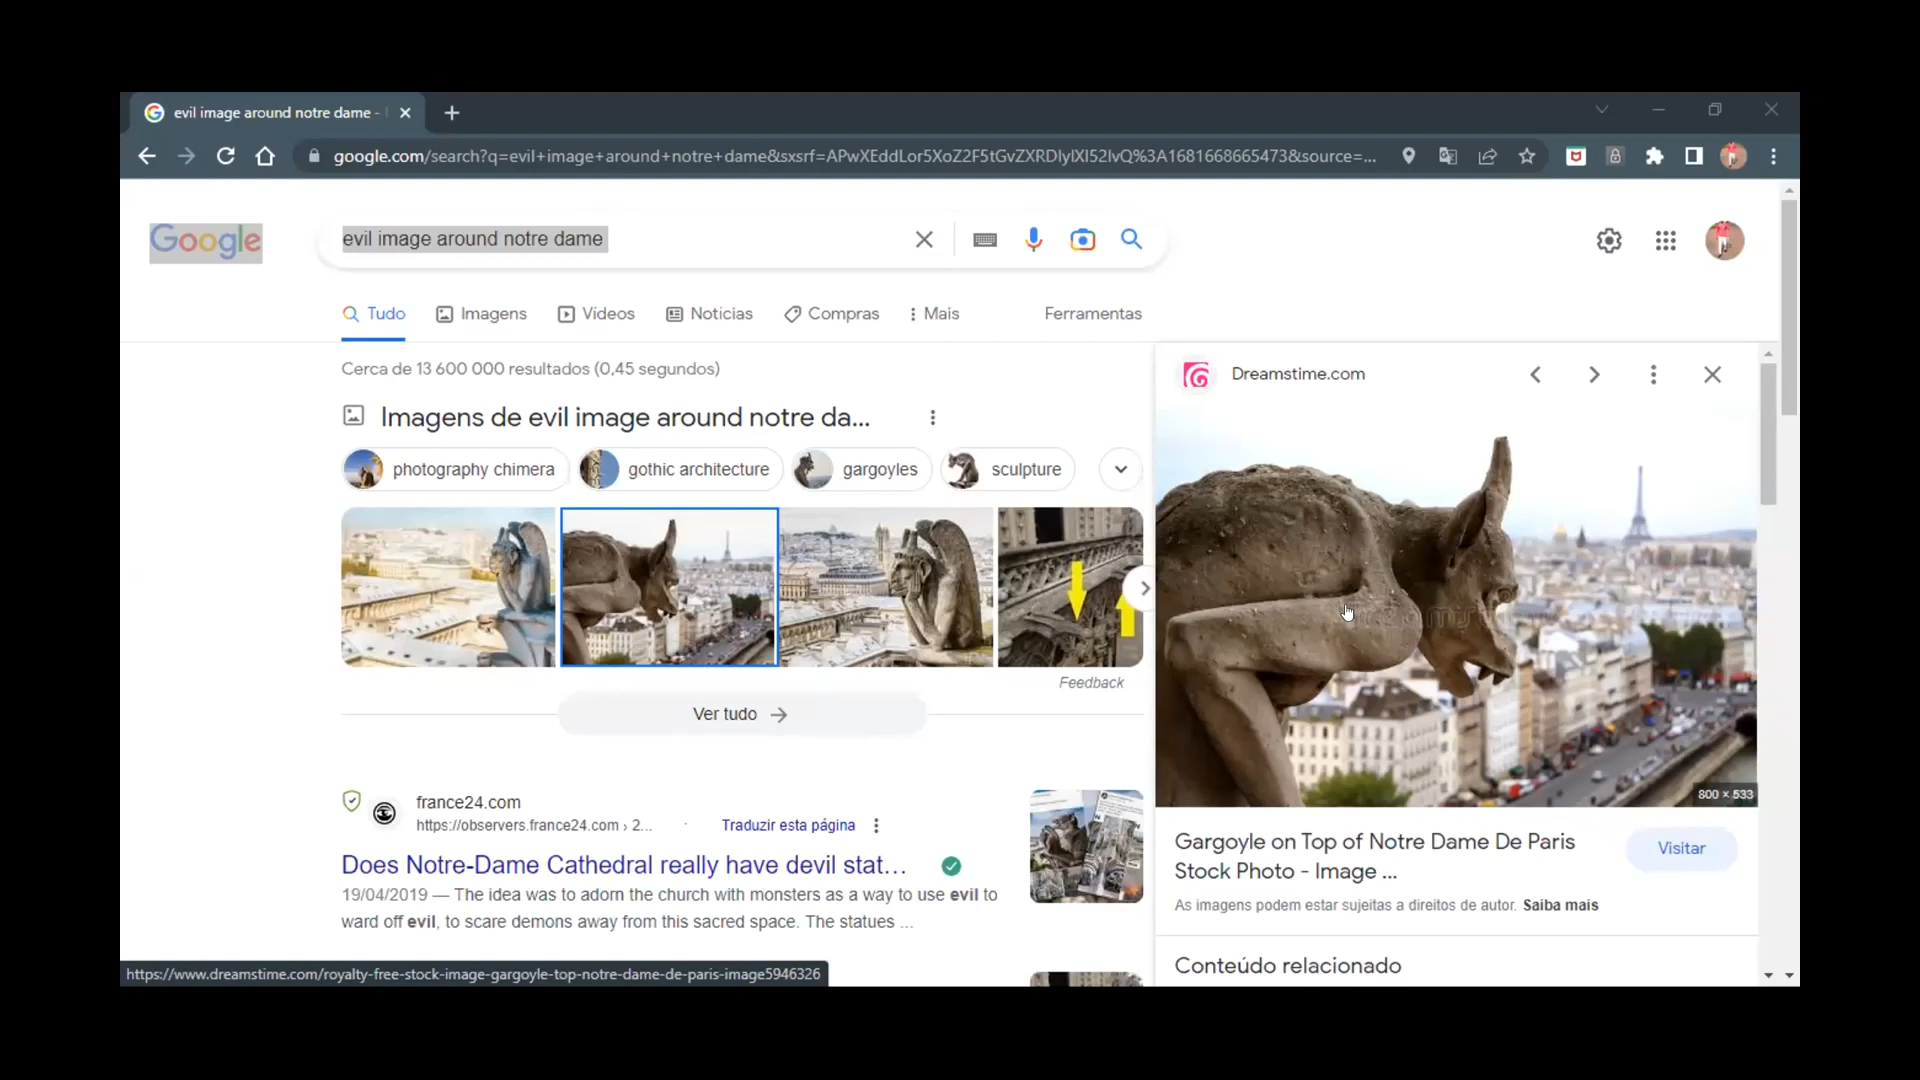 evil image around notre dame -
google.com/search?q=evil+image+around+notre+dame&sxsrf=APwXEddLor5XoZ2F5tGvZXRDIylXI52IvQ%3A1681668665473&source=...
Google
evil image around notre dame
Tudo
Imagens
Vídeos
Notícias
Compras
Mais
Ferramentas
Cerca de 13 600 000 resultados (0,45 segundos)
Imagens de evil image around notre da...
photography chimera
gothic architecture
gargoyles
sculpture
Feedback
Ver tudo
france24.com
https://observers.france24.com › 2...
Traduzir esta página
Does Notre-Dame Cathedral really have devil stat...
19/04/2019 — The idea was to adorn the church with monsters as a way to use evil to
ward off evil, to scare demons away from this sacred space. The statues ...
Dreamstime.com
800 × 533
Gargoyle on Top of Notre Dame De Paris
Stock Photo - Image ...
Visitar
As imagens podem estar sujeitas a direitos de autor. Saiba mais
Conteúdo relacionado
https://www.dreamstime.com/royalty-free-stock-image-gargoyle-top-notre-dame-de-paris-image5946326